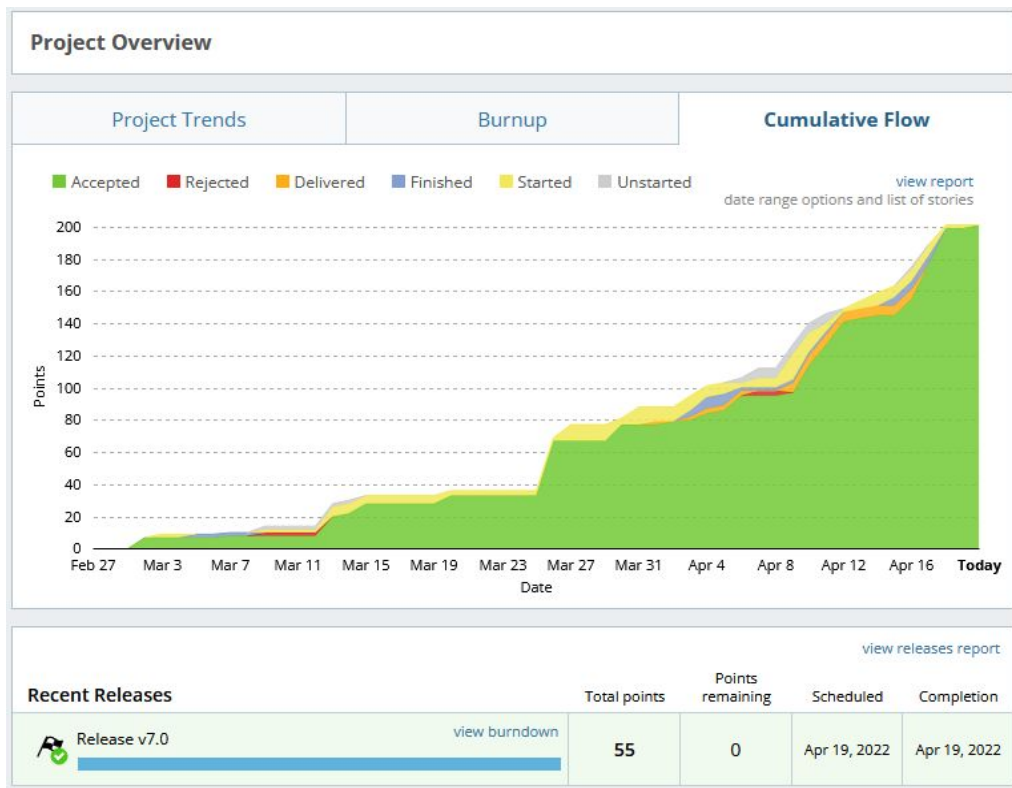 Project Overview
Project Trends
Burnup
Cumulative Flow
Accepted Rejected Delivered Finished Started Unstarted
view report
date range options and list of stories
200
180
160
140
120
100
80
60
40
20
0
Points
Feb 27 Mar 3 Mar 7 Mar 11 Mar 15 Mar 19 Mar 23 Mar 27 Mar 31 Apr 4 Apr 8 Apr 12 Apr 16 Today
Date
view releases report
Recent Releases Total points Points remaining Scheduled Completion
Release v7.0 view burndown 55 0 Apr 19, 2022 Apr 19, 2022